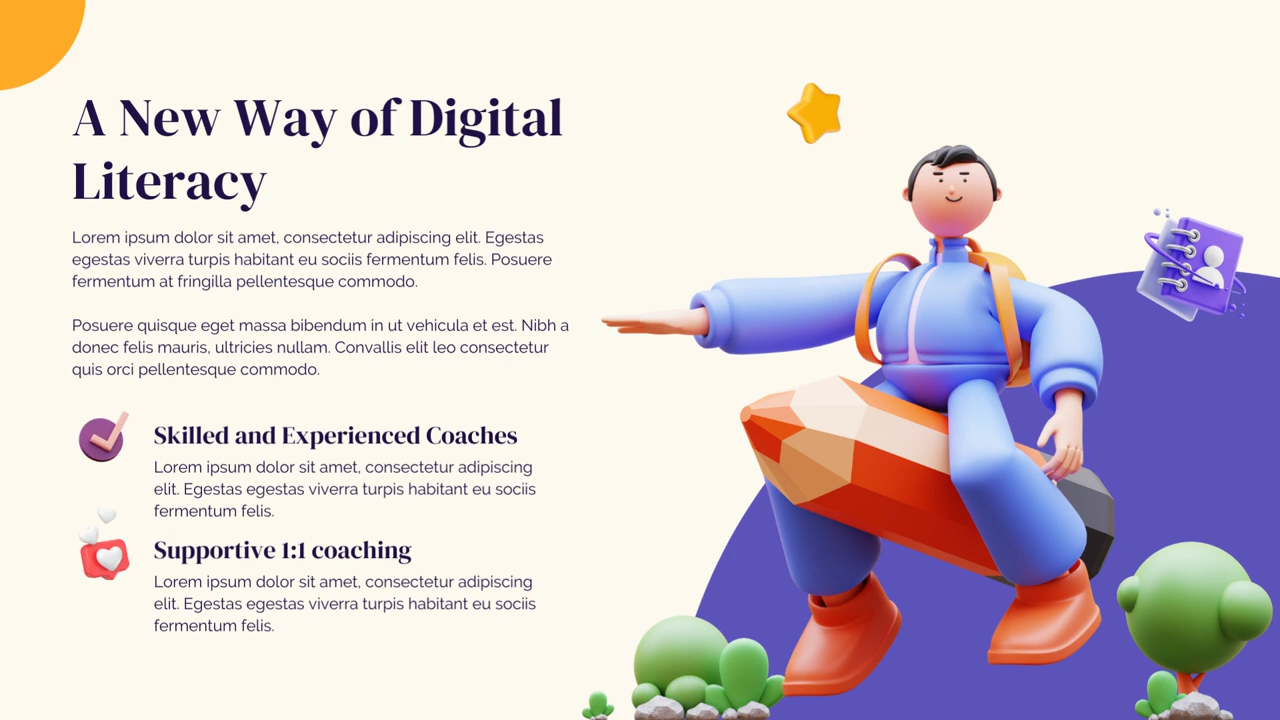 A New Way of Digital
Literacy
Lorem ipsum dolor sit amet, consectetur adipiscing elit. Egestas
egestas viverra turpis habitant eu sociis fermentum felis. Posuere
fermentum at fringilla pellentesque commodo.
Posuere quisque eget massa bibendum in ut vehicula et est. Nibh a
donec felis mauris, ultricies nullam. Convallis elit leo consectetur
quis orci pellentesque commodo.
Skilled and Experienced Coaches
Lorem ipsum dolor sit amet, consectetur adipiscing
elit. Egestas egestas viverra turpis habitant eu sociis
fermentum felis.
Supportive 1:1 coaching
Lorem ipsum dolor sit amet, consectetur adipiscing
elit. Egestas egestas viverra turpis habitant eu sociis
fermentum felis.